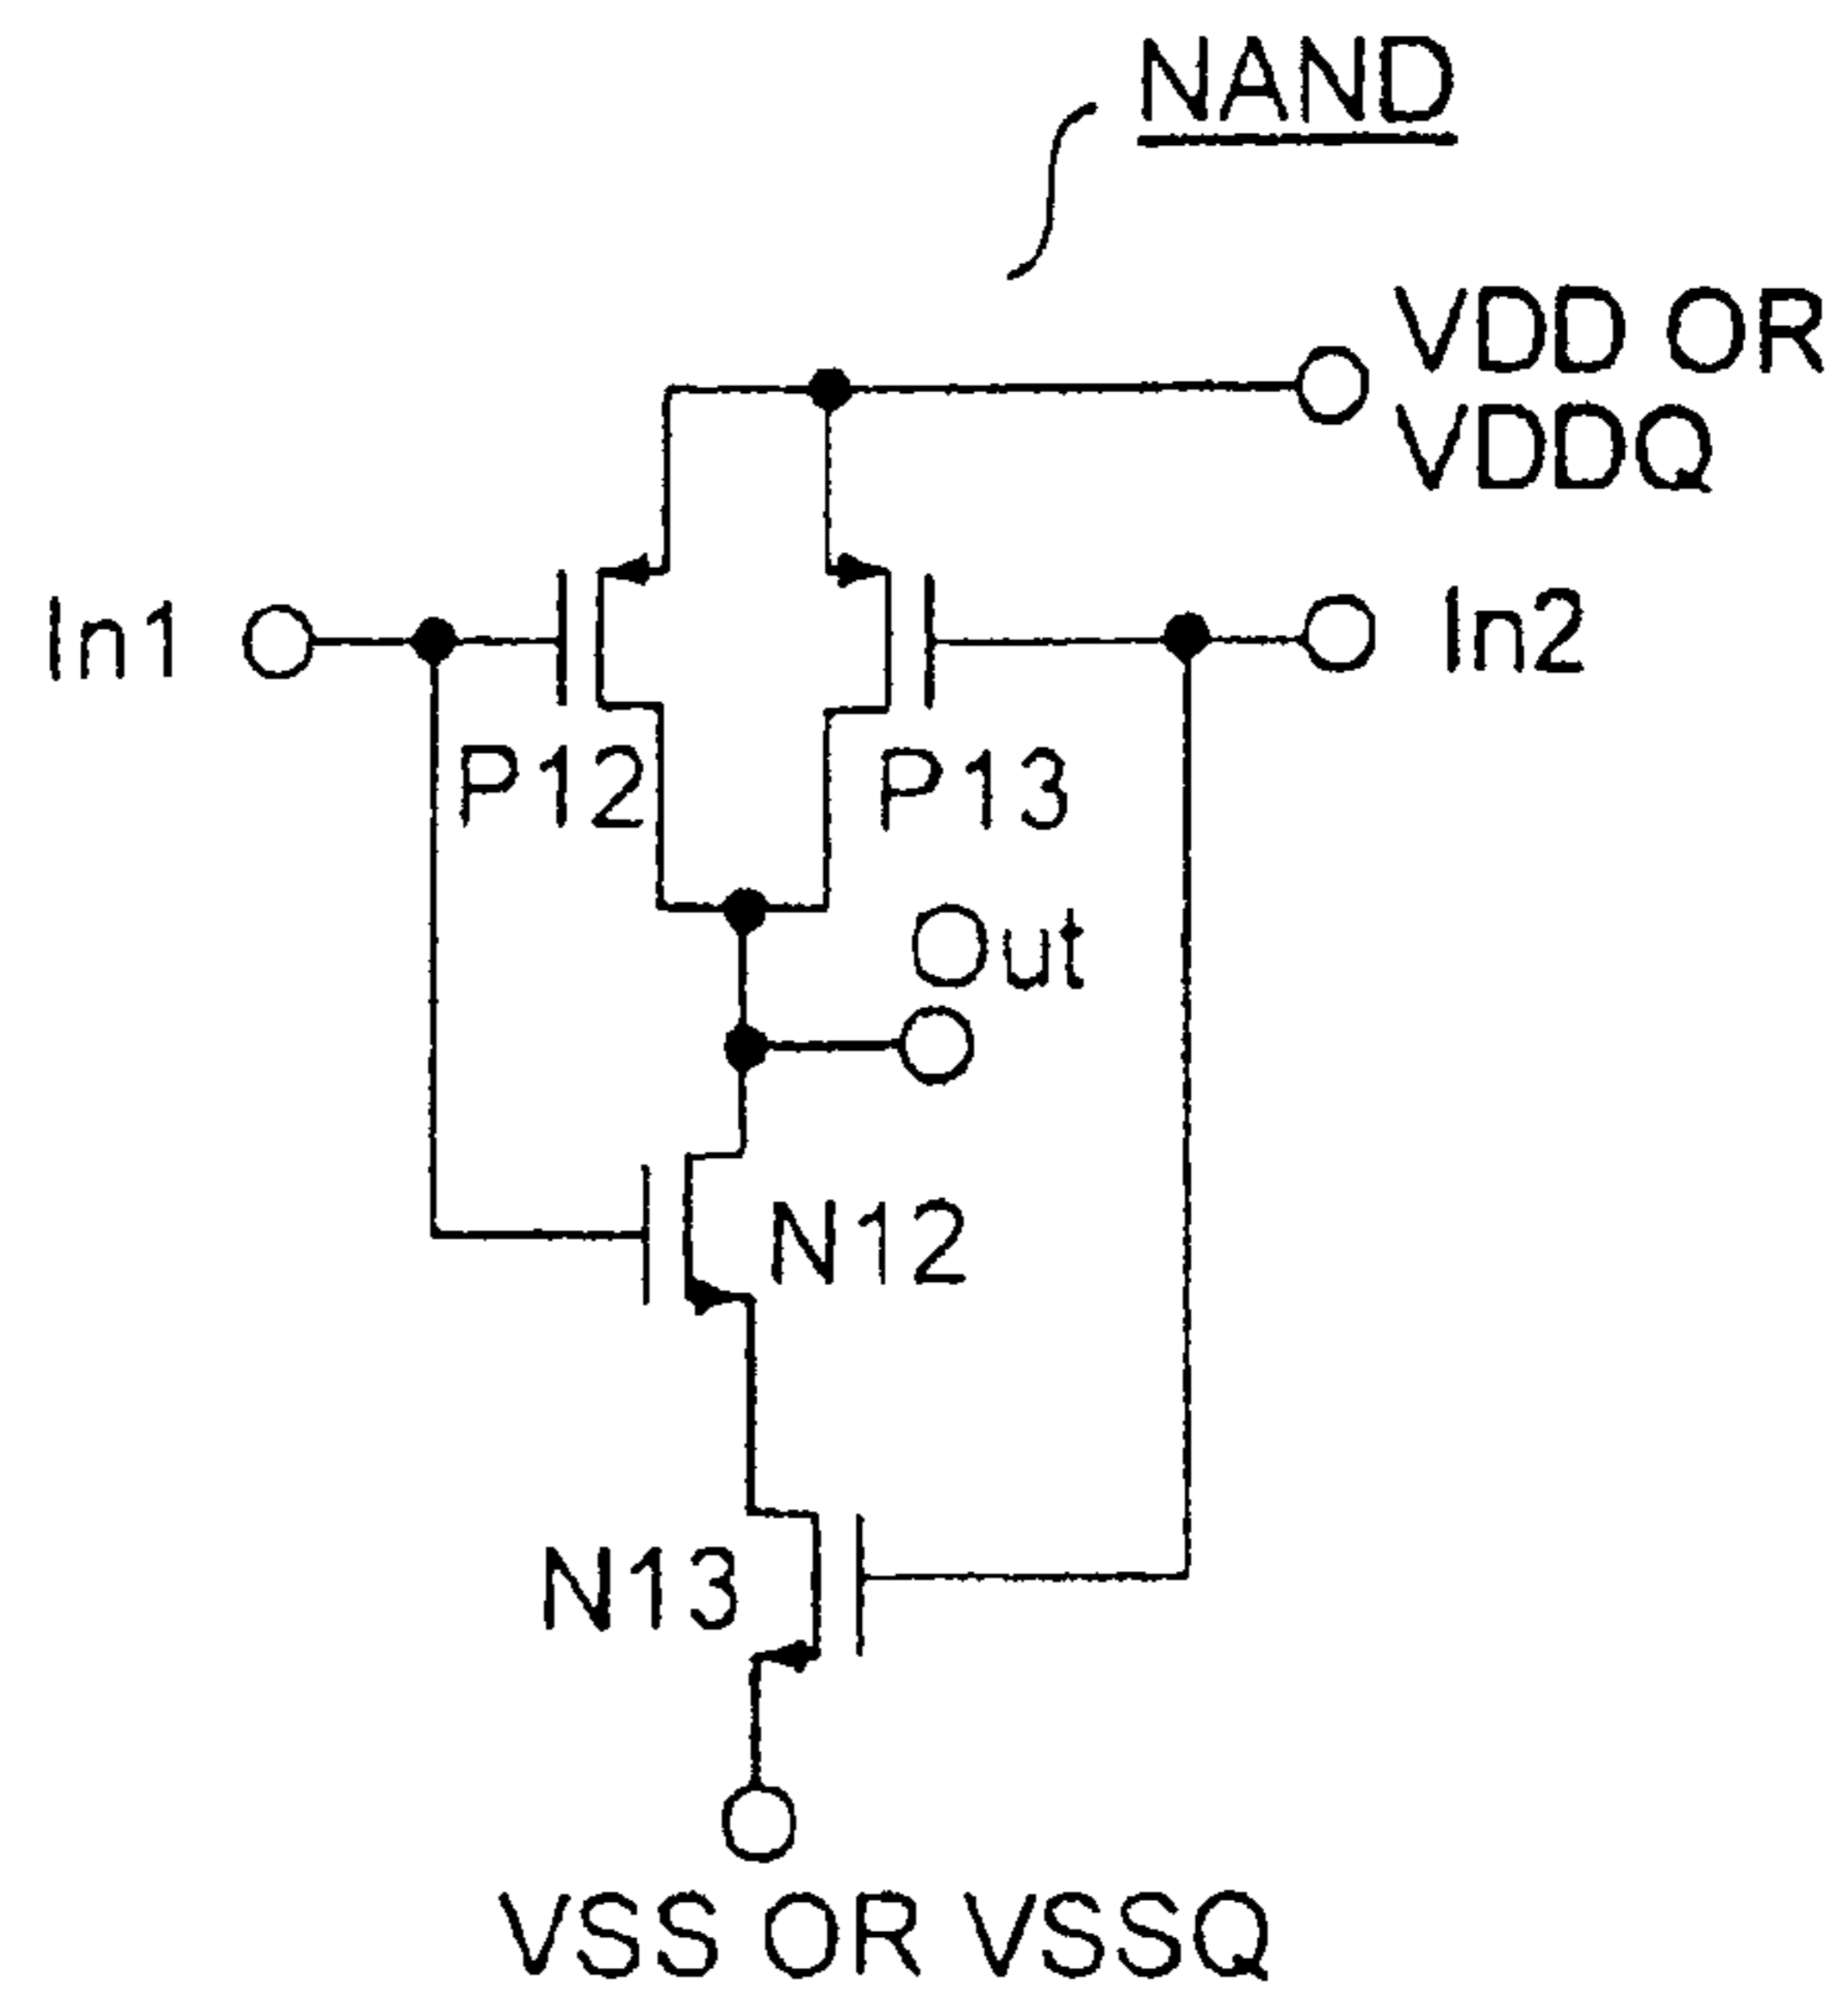 NAND
VDD OR
VDDQ
In1
In2
P12
P13
Out
N12
N13
VSS OR VSSQ